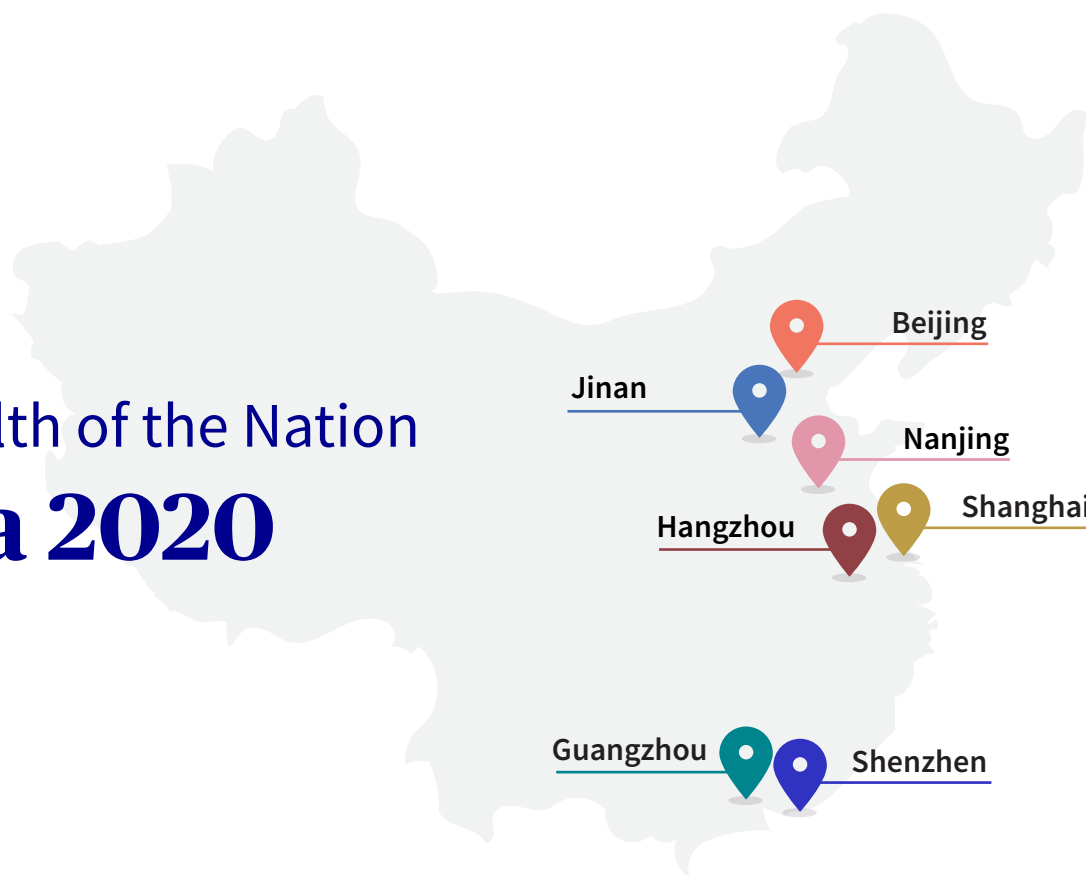 Beijing
Jinan
lth of the Nation
Nanjing
a 2020
Shanghai
Hangzhou
Guangzhou
Shenzhen